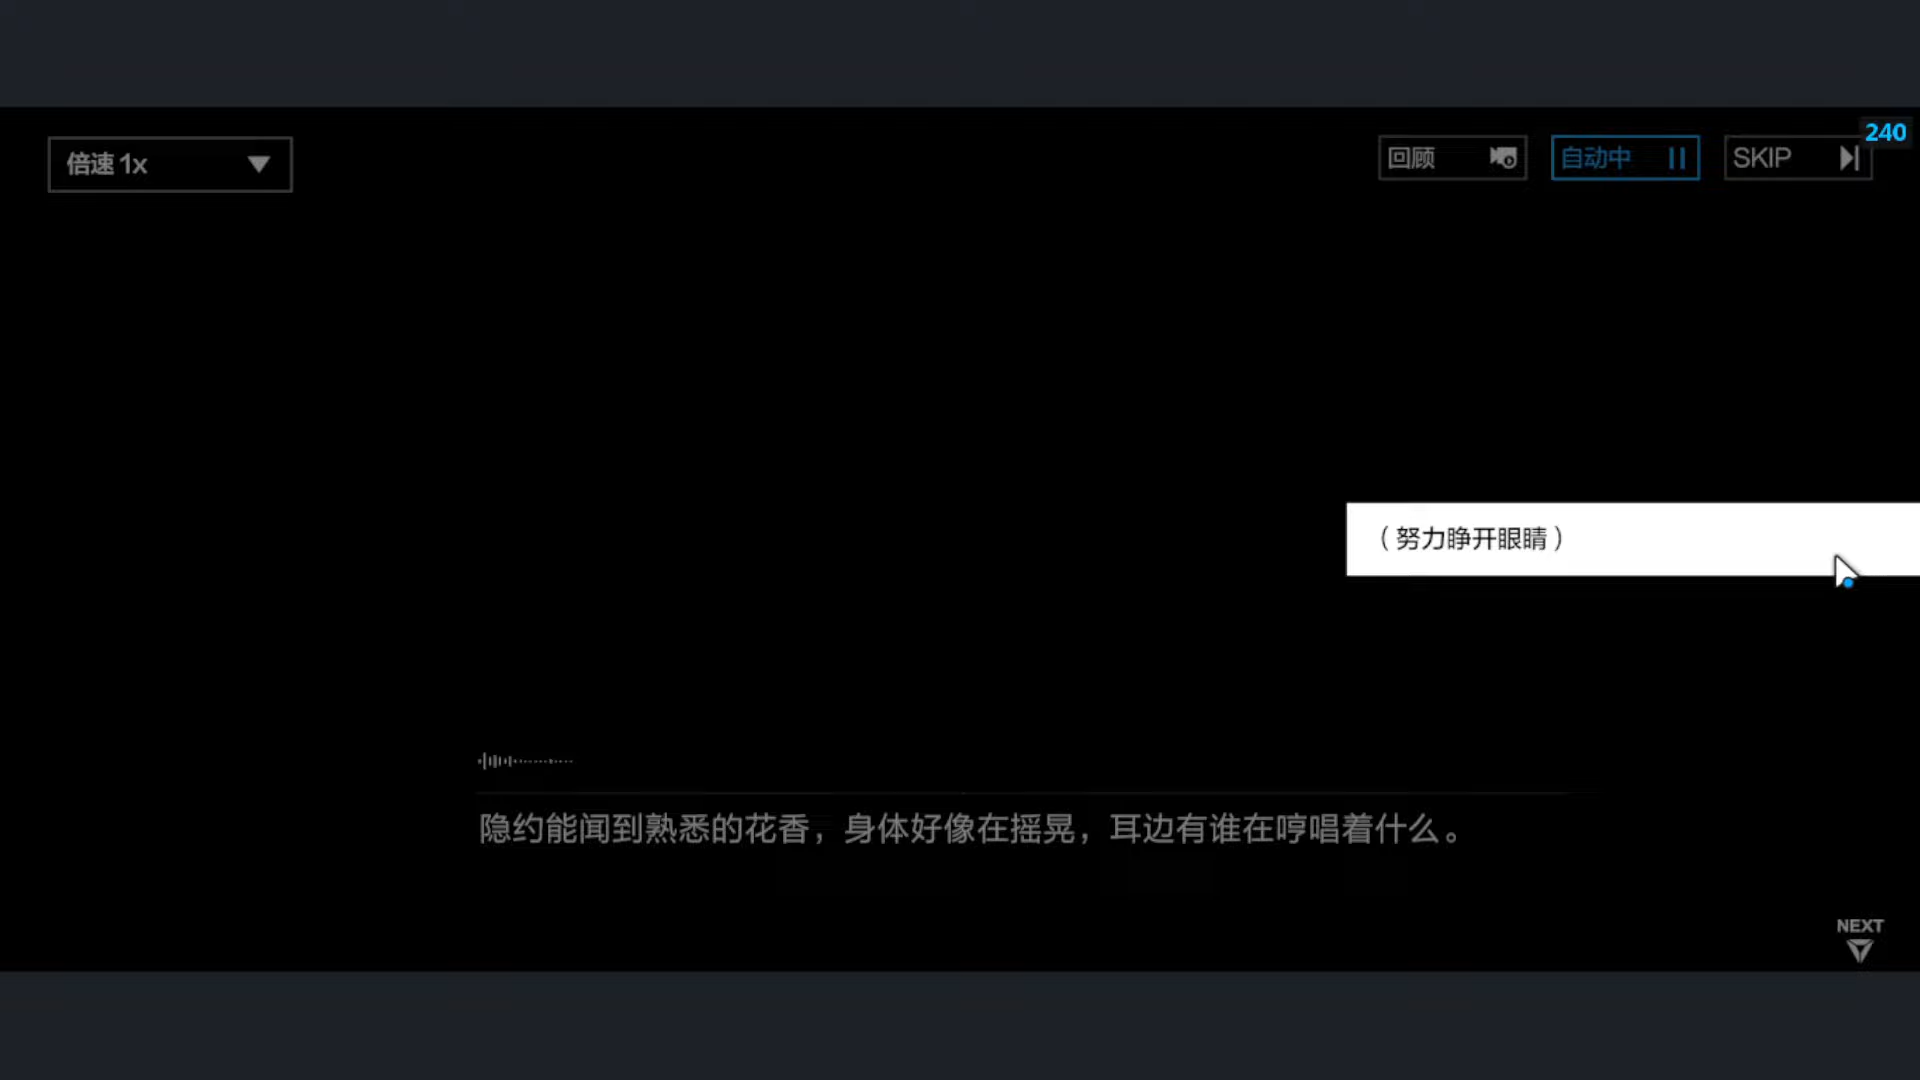 倍速 1x
回顾
自动中
SKIP
240
（努力睁开眼睛）
隐约能闻到熟悉的花香，身体好像在摇晃，耳边有谁在哼唱着什么。
NEXT